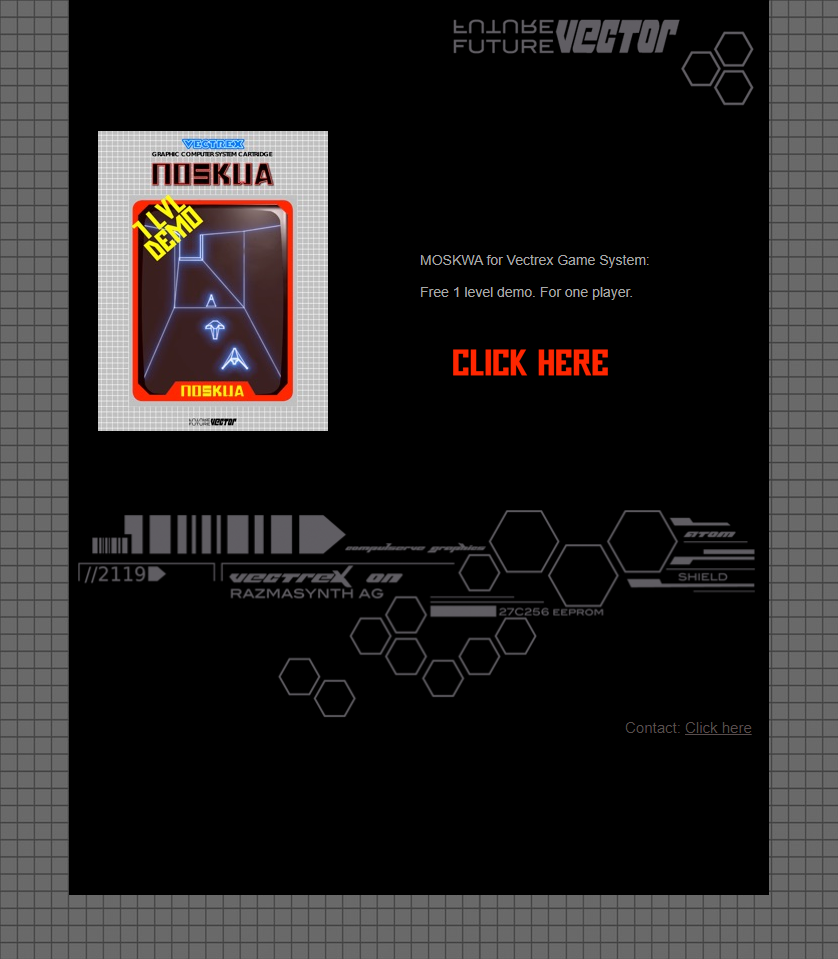 FUTURE
FUTURE VECTOR
VECTREX
GRAPHIC COMPUTER SYSTEM CARTRIDGE
MOSKWA
1 LVL
DEMO
MOSKWA
FUTURE VECTOR
MOSKWA for Vectrex Game System:
Free 1 level demo. For one player.
CLICK HERE
compulserve graphics
ATOM
//2119
vectrex on
SHIELD
RAZMASYNTH AG
27C256 EEPROM
Contact: Click here